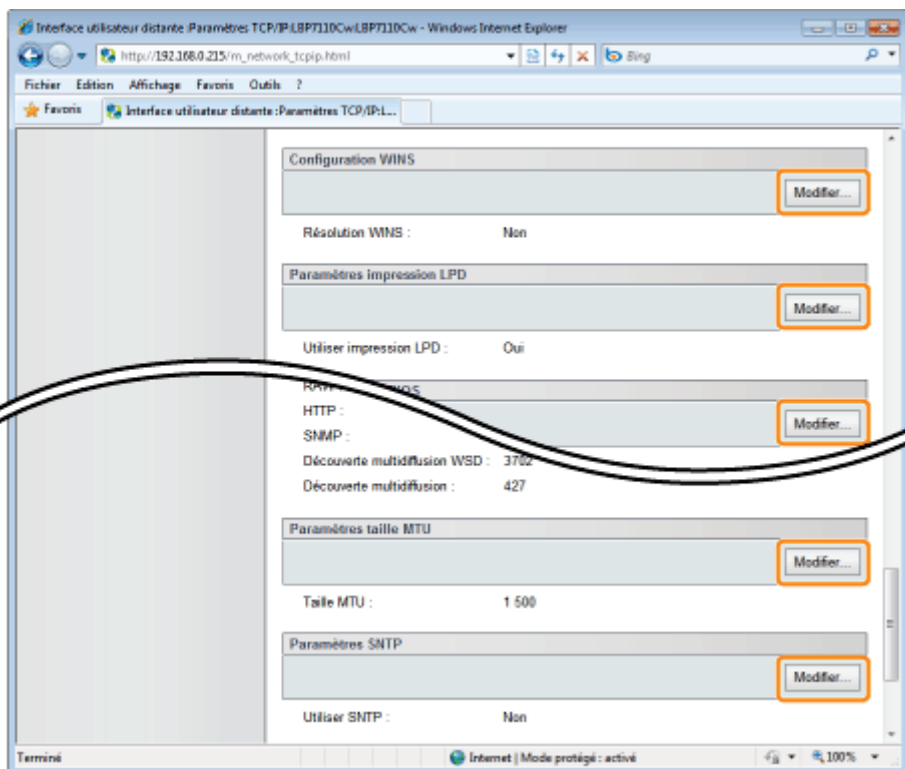 Interface utilisateur distante :Paramètres TCP/IP:LBP7110Cw:LBP7110Cw - Windows Internet Explorer
http://192.168.0.215/m_network_tcpip.html
Bing
Fichier Edition Affichage Favoris Outils ?
Favoris Interface utilisateur distante :Paramètres TCP/IP:L...
Configuration WINS
Modifier...
Résolution WINS : Non
Paramètres impression LPD
Modifier...
Utiliser impression LPD : Oui
HTTP :
Modifier...
SNMP :
Découverte multidiffusion WSD : 3702
Découverte multidiffusion : 427
Paramètres taille MTU
Modifier...
Taille MTU : 1 500
Paramètres SNTP
Modifier...
Utiliser SNTP : Non
Terminé Internet | Mode protégé : activé 100%